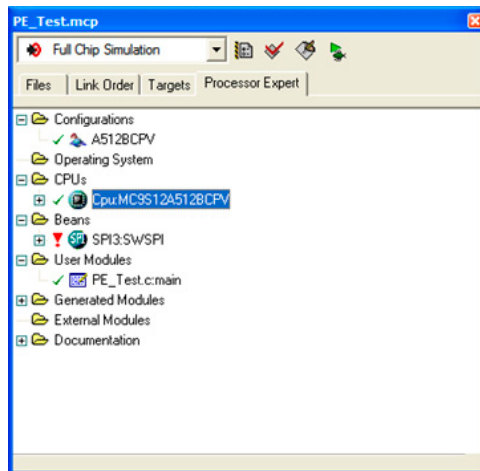 PE_Test.mcp
Full Chip Simulation
Files Link Order Targets Processor Expert
Configurations
A512BCPV
Operating System
CPUs
Cpu:MC9S12A512BCPV
Beans
SPI3:SWSPI
User Modules
PE_Test.c:main
Generated Modules
External Modules
Documentation